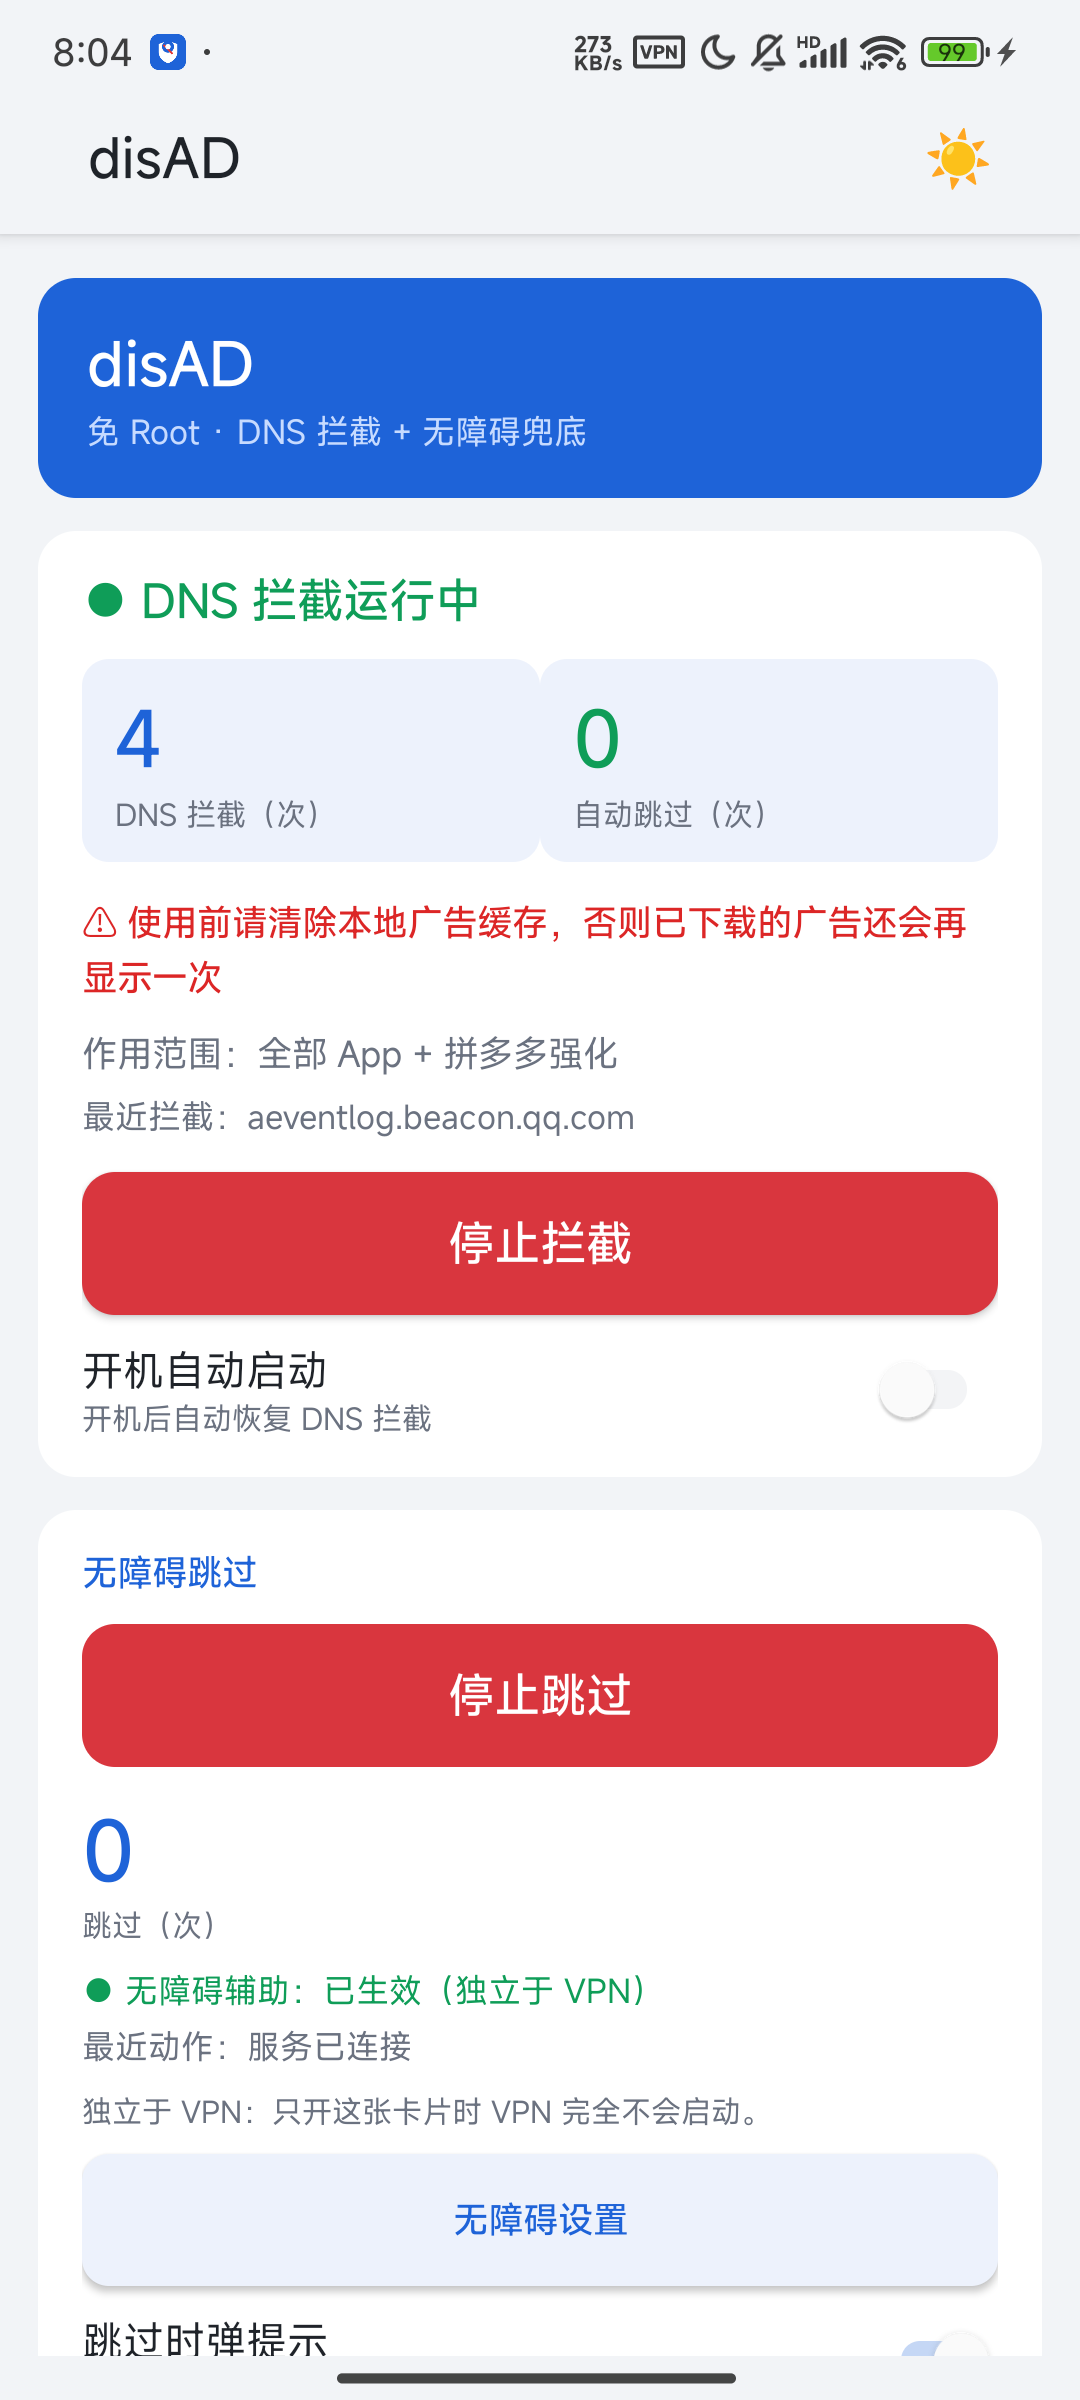 8:04
273 KB/s VPN HD 6 99
disAD
disAD
免 Root · DNS 拦截 + 无障碍兜底
DNS 拦截运行中
4
DNS 拦截（次）
0
自动跳过（次）
⚠ 使用前请清除本地广告缓存，否则已下载的广告还会再
显示一次
作用范围：全部 App + 拼多多强化
最近拦截：aeventlog.beacon.qq.com
停止拦截
开机自动启动
开机后自动恢复 DNS 拦截
无障碍跳过
停止跳过
0
跳过（次）
无障碍辅助：已生效（独立于 VPN）
最近动作：服务已连接
独立于 VPN：只开这张卡片时 VPN 完全不会启动。
无障碍设置
跳过时弹提示